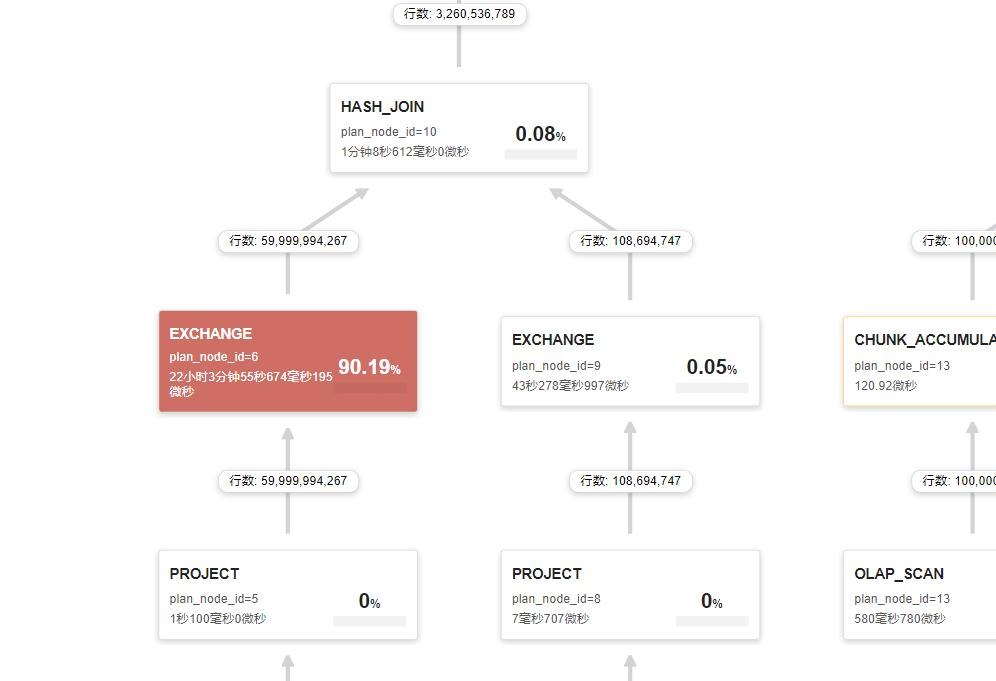 行数: 3,260,536,789
HASH_JOIN
plan_node_id=10
0.08%
1分钟8秒612毫秒0微秒
行数: 59,999,994,267
行数: 108,694,747
行数: 100,000
EXCHANGE
plan_node_id=6
90.19%
22小时3分钟55秒674毫秒195
微秒
EXCHANGE
plan_node_id=9
0.05%
43秒278毫秒997微秒
CHUNK_ACCUMULA
plan_node_id=13
120.92微秒
行数: 59,999,994,267
行数: 108,694,747
行数: 100,000
PROJECT
plan_node_id=5
0%
1秒100毫秒0微秒
PROJECT
plan_node_id=8
0%
7毫秒707微秒
OLAP_SCAN
plan_node_id=13
580毫秒780微秒